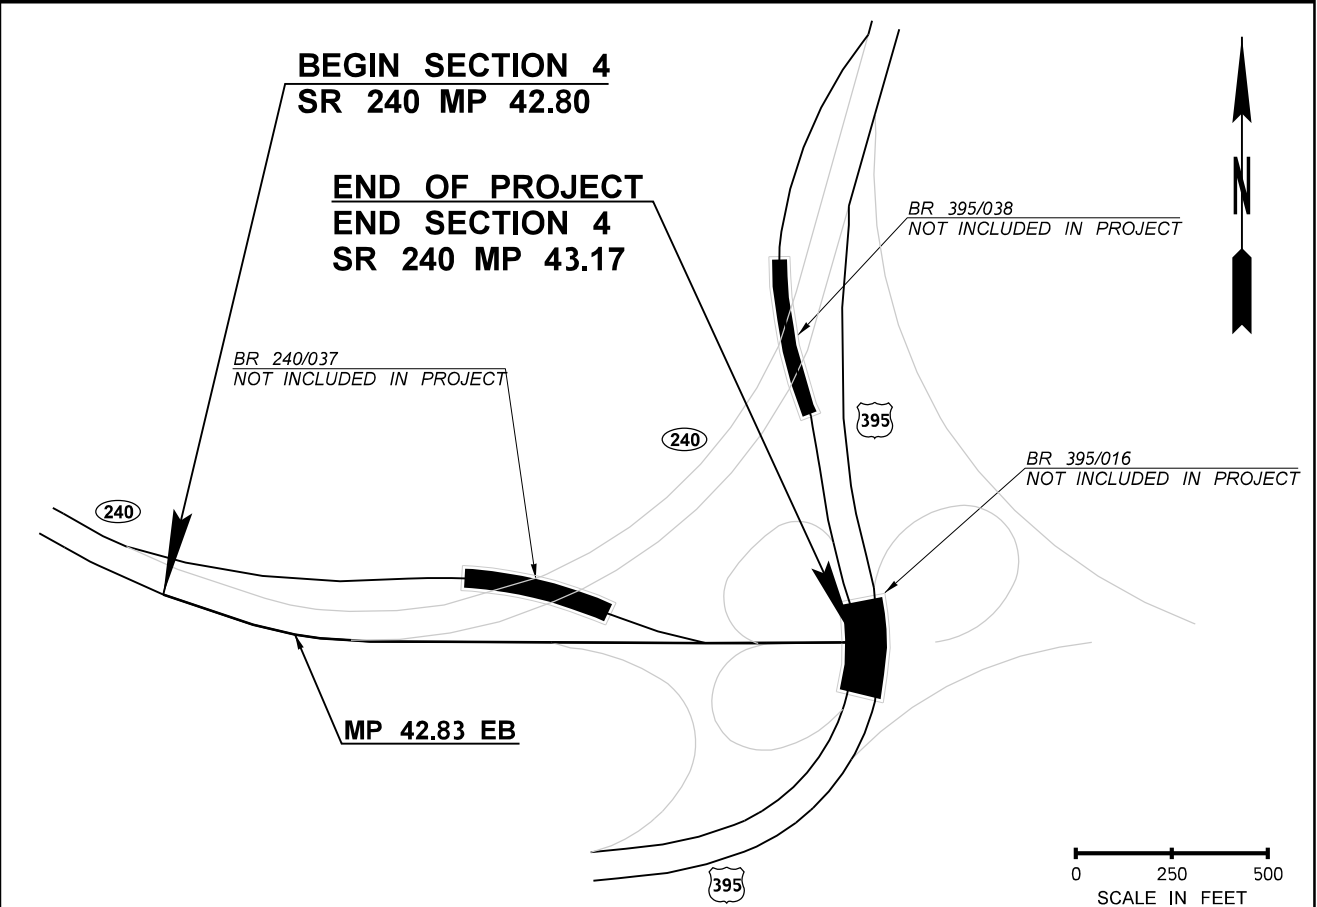 BEGIN SECTION 4
SR 240 MP 42.80
END OF PROJECT
END SECTION 4
SR 240 MP 43.17
N
BR 395/038
NOT INCLUDED IN PROJECT
BR 240/037
NOT INCLUDED IN PROJECT
395
240
BR 395/016
NOT INCLUDED IN PROJECT
240
MP 42.83 EB
395
0 250 500
SCALE IN FEET